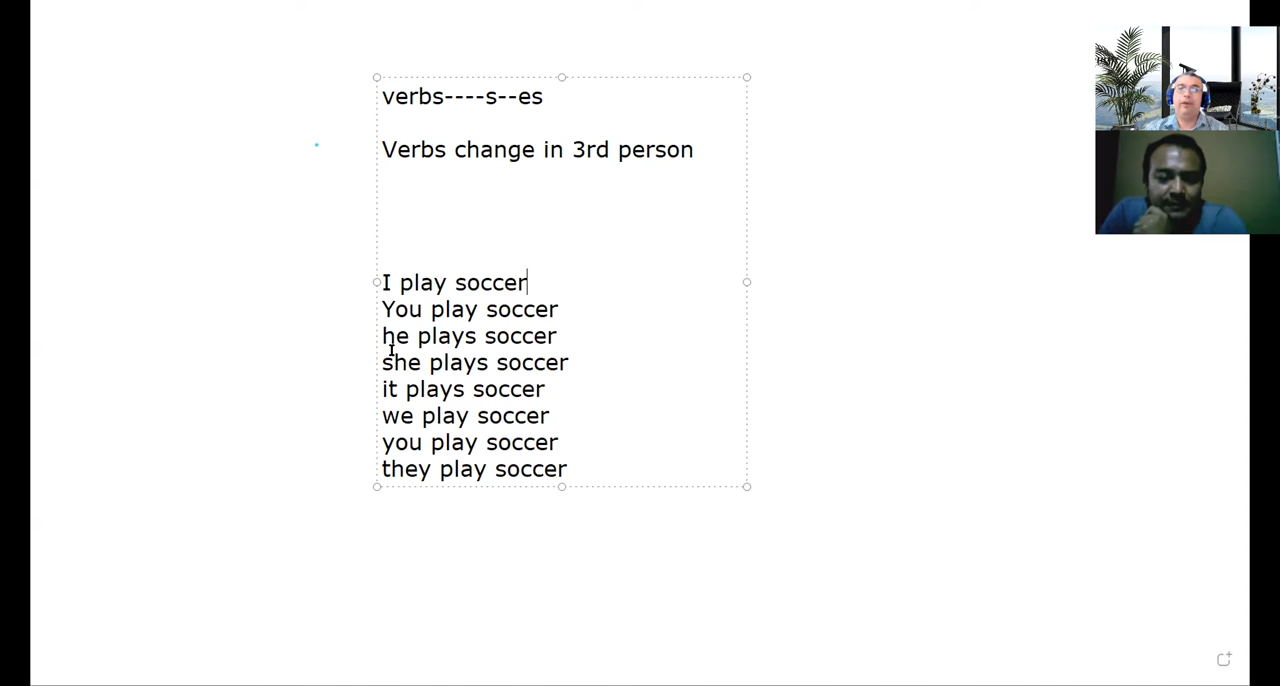 verbs----s--es
Verbs change in 3rd person
I play soccer
You play soccer
he plays soccer
she plays soccer
it plays soccer
we play soccer
you play soccer
they play soccer